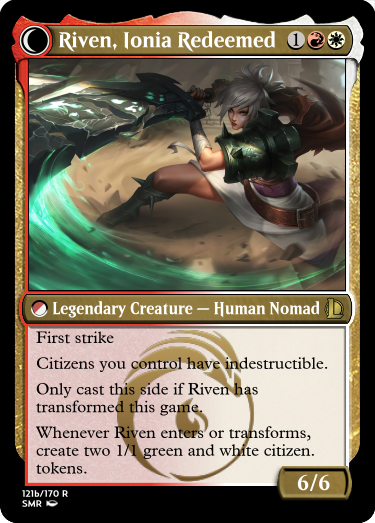 Riven, Ionia Redeemed 1
Legendary Creature — Human Nomad
First strike
Citizens you control have indestructible.
Only cast this side if Riven has
transformed this game.
Whenever Riven enters or transforms,
create two 1/1 green and white citizen.
tokens.
6/6
121b/170 R
SMR